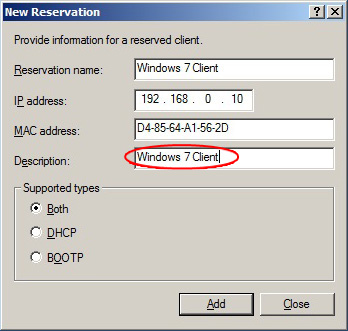 New Reservation
Provide information for a reserved client.
Reservation name: Windows 7 Client
IP address: 192 . 168 . 0 . 10
MAC address: D4-85-64-A1-56-2D
Description: Windows 7 Client
Supported types
Both
DHCP
BOOTP
Add Close